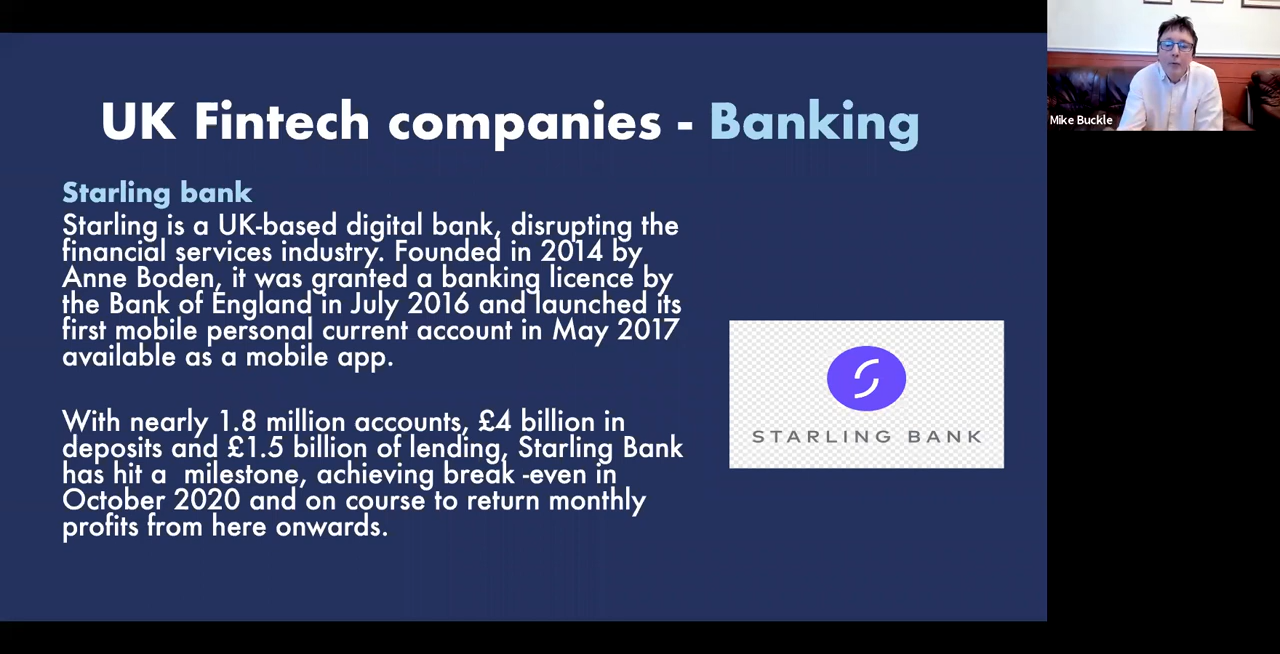 UK Fintech companies - Banking
Mike Buckle
Starling bank
Starling is a UK-based digital bank, disrupting the
financial services industry. Founded in 2014 by
Anne Boden, it was granted a banking licence by
the Bank of England in July 2016 and launched its
first mobile personal current account in May 2017
available as a mobile app.
With nearly 1.8 million accounts, £4 billion in
deposits and £1.5 billion of lending, Starling Bank
has hit a  milestone, achieving break -even in
October 2020 and on course to return monthly
profits from here onwards.
STARLING BANK